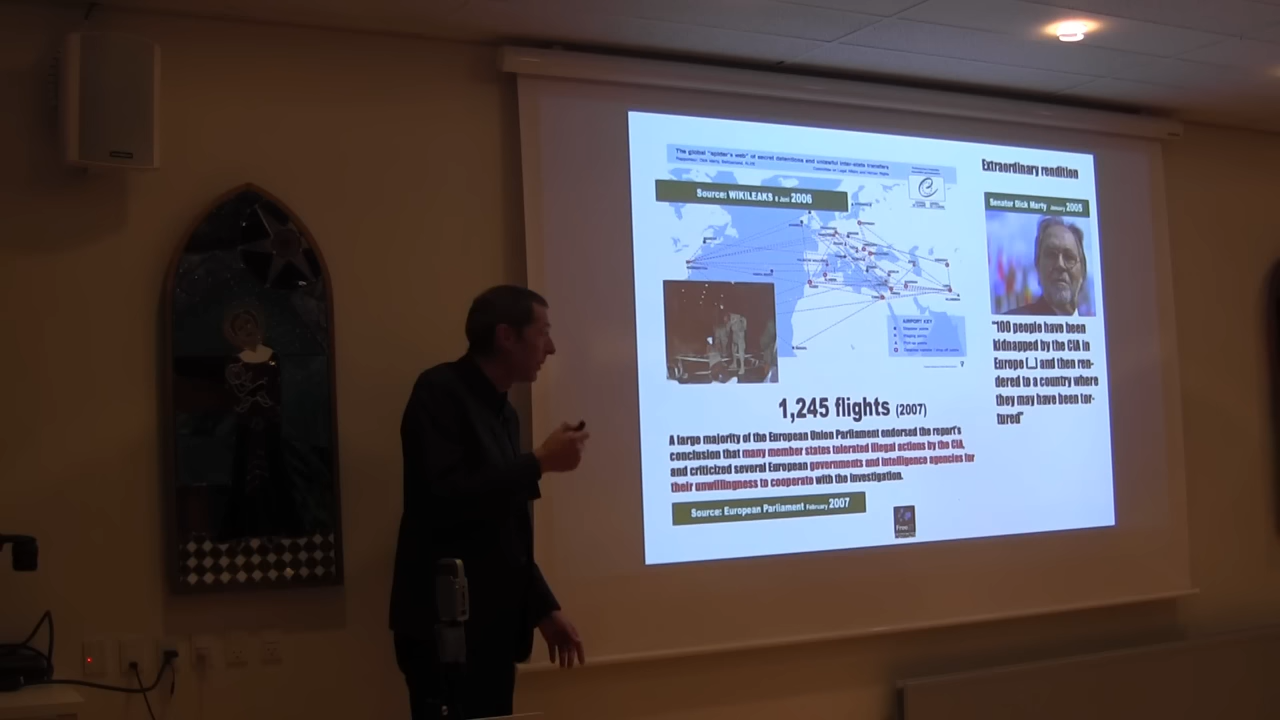 The global "spider's web" of secret detentions and unlawful inter-state transfers
Source: WIKILEAKS 6 Juni 2006
AIRPORT KEY
Extraordinary rendition
Senator Dick Marty January 2005
"100 people have been
kidnapped by the CIA in
Europe (...) and then ren-
dered to a country where
they may have been tor-
tured"
1,245 flights (2007)
A large majority of the European Union Parliament endorsed the report's
conclusion that many member states tolerated illegal actions by the CIA,
and criticized several European governments and intelligence agencies for
their unwillingness to cooperate with the investigation.
Source: European Parliament February 2007
Free